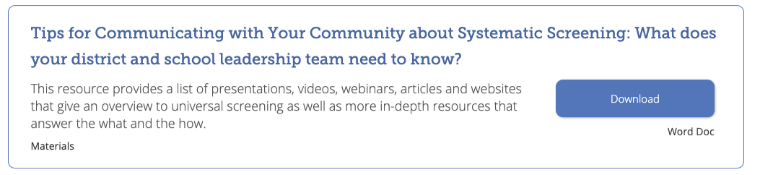 Tips for Communicating with Your Community about Systematic Screening: What does
your district and school leadership team need to know?
This resource provides a list of presentations, videos, webinars, articles and websites
that give an overview to universal screening as well as more in-depth resources that
answer the what and the how.
Download
Word Doc
Materials